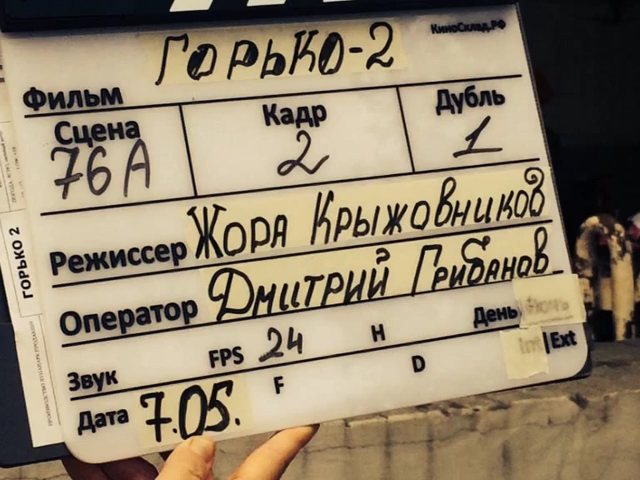 КиноСклад.РФ
Фильм ГОРЬКО-2
Сцена Кадр Дубль
76А 2 1
Режиссер Жора Крыжовников
Оператор Дмитрий Грибанов
Звук FPS 24 H День
F D Int|Ext
Дата 7.05.
ГОРЬКО 2